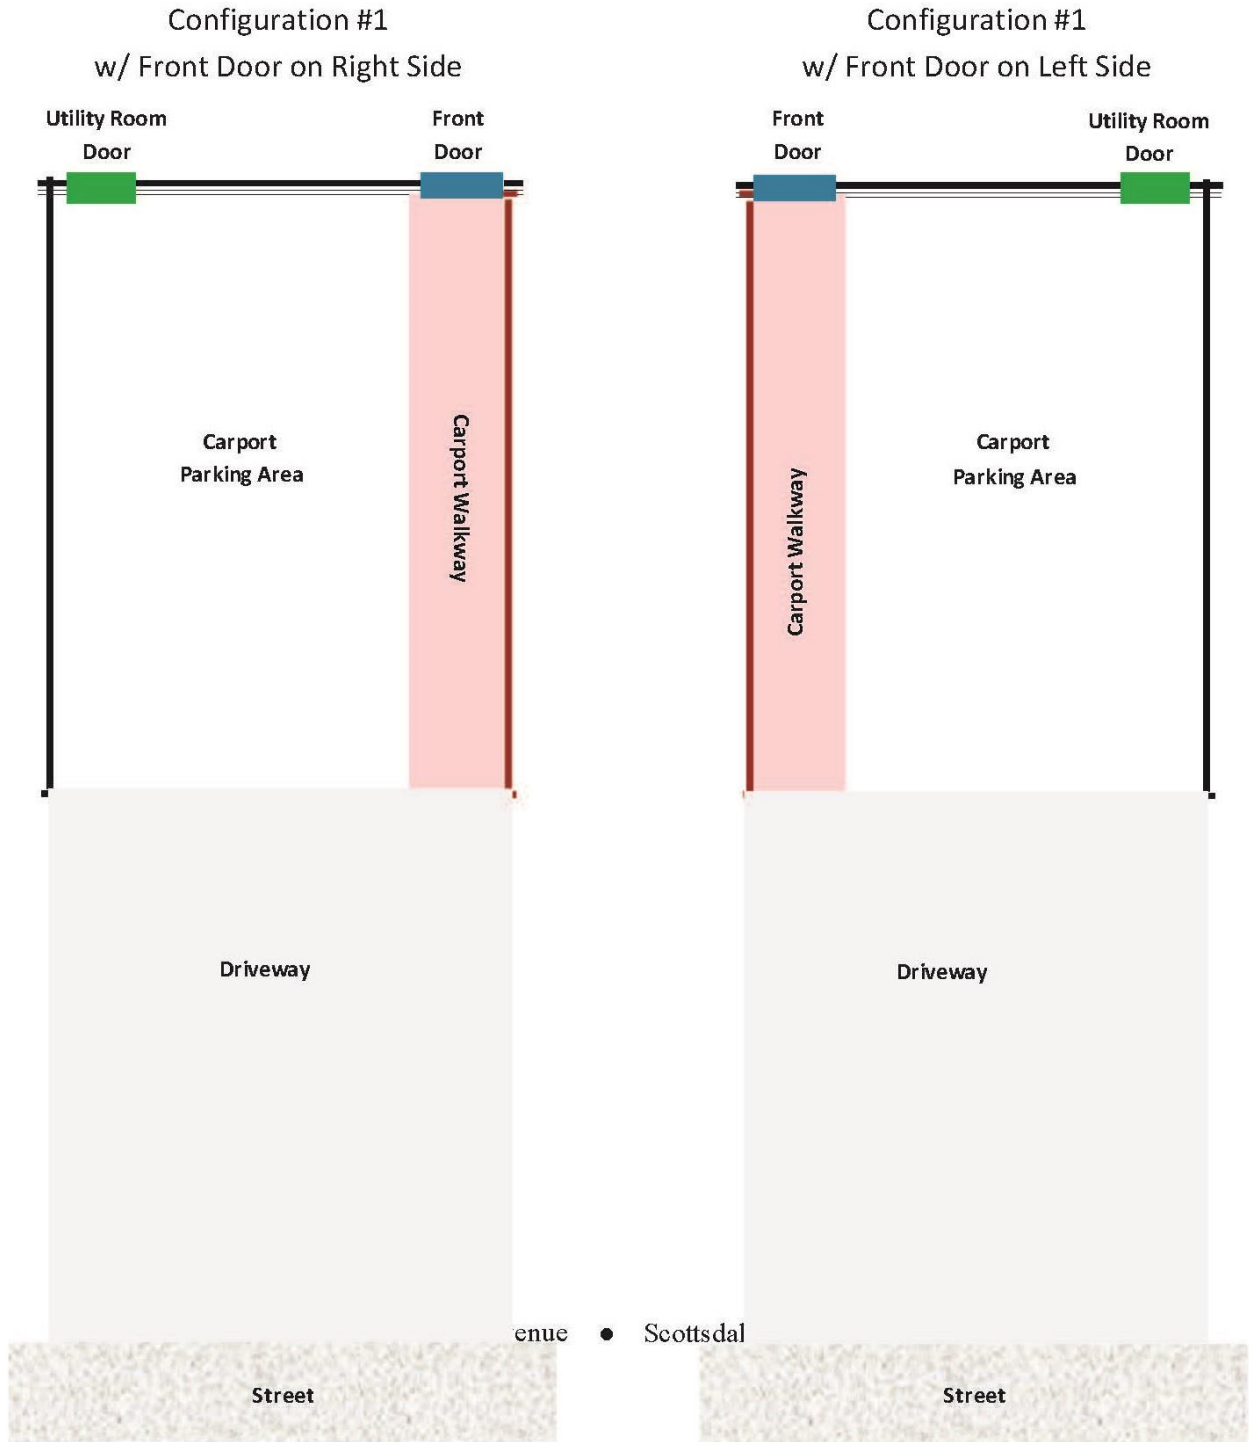 Configuration #1
w/ Front Door on Right Side
Utility Room
Door
Front
Door
Carport
Parking Area
Carport Walkway
Driveway
Street
Configuration #1
w/ Front Door on Left Side
Front
Door
Utility Room
Door
Carport Walkway
Carport
Parking Area
Driveway
enue ● Scottsdal
Street